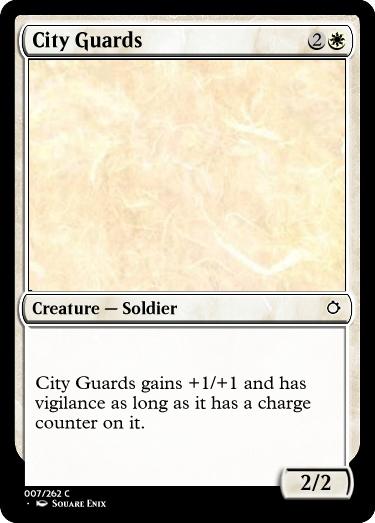 City Guards 2
Creature — Soldier
City Guards gains +1/+1 and has
vigilance as long as it has a charge
counter on it.
2/2
007/262 C
· Square Enix